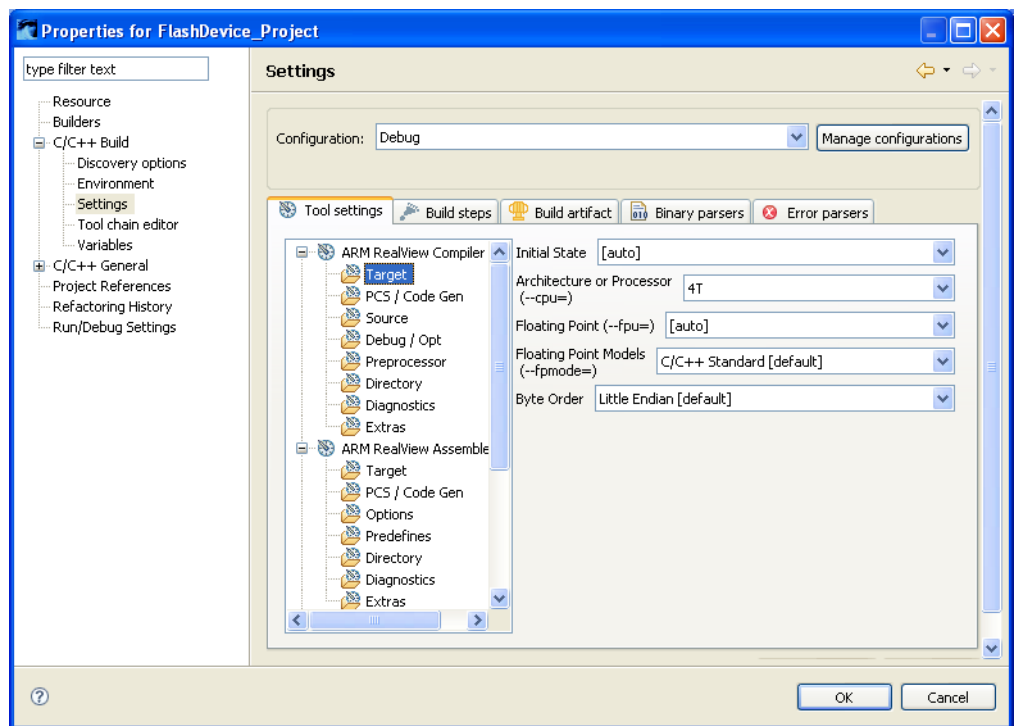 Properties for FlashDevice_Project
type filter text
Resource
Builders
C/C++ Build
Discovery options
Environment
Settings
Tool chain editor
Variables
C/C++ General
Project References
Refactoring History
Run/Debug Settings
Settings
Configuration: Debug Manage configurations
Tool settings Build steps Build artifact Binary parsers Error parsers
ARM RealView Compiler
Target
PCS / Code Gen
Source
Debug / Opt
Preprocessor
Directory
Diagnostics
Extras
ARM RealView Assemble
Target
PCS / Code Gen
Options
Predefines
Directory
Diagnostics
Extras
Initial State [auto]
Architecture or Processor
(--cpu=) 4T
Floating Point (--fpu=) [auto]
Floating Point Models
(--fpmode=) C/C++ Standard [default]
Byte Order Little Endian [default]
OK Cancel